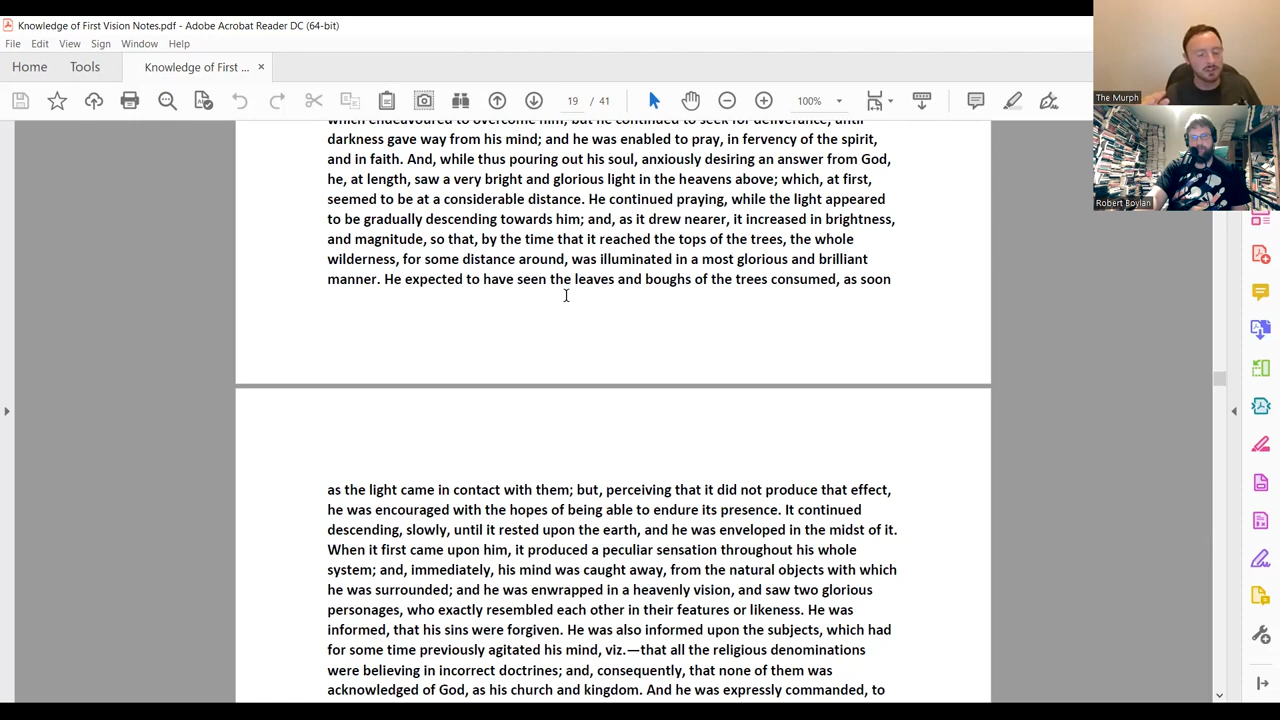 Knowledge of First Vision Notes.pdf - Adobe Acrobat Reader DC (64-bit)
File Edit View Sign Window Help
Home Tools Knowledge of First ... ×
19 / 41 100%
The Murph
Robert Boylan
which endeavoured to overcome him; but he continued to seek for deliverance, until
darkness gave way from his mind; and he was enabled to pray, in fervency of the spirit,
and in faith. And, while thus pouring out his soul, anxiously desiring an answer from God,
he, at length, saw a very bright and glorious light in the heavens above; which, at first,
seemed to be at a considerable distance. He continued praying, while the light appeared
to be gradually descending towards him; and, as it drew nearer, it increased in brightness,
and magnitude, so that, by the time that it reached the tops of the trees, the whole
wilderness, for some distance around, was illuminated in a most glorious and brilliant
manner. He expected to have seen the leaves and boughs of the trees consumed, as soon
as the light came in contact with them; but, perceiving that it did not produce that effect,
he was encouraged with the hopes of being able to endure its presence. It continued
descending, slowly, until it rested upon the earth, and he was enveloped in the midst of it.
When it first came upon him, it produced a peculiar sensation throughout his whole
system; and, immediately, his mind was caught away, from the natural objects with which
he was surrounded; and he was enwrapped in a heavenly vision, and saw two glorious
personages, who exactly resembled each other in their features or likeness. He was
informed, that his sins were forgiven. He was also informed upon the subjects, which had
for some time previously agitated his mind, viz.—that all the religious denominations
were believing in incorrect doctrines; and, consequently, that none of them was
acknowledged of God, as his church and kingdom. And he was expressly commanded, to